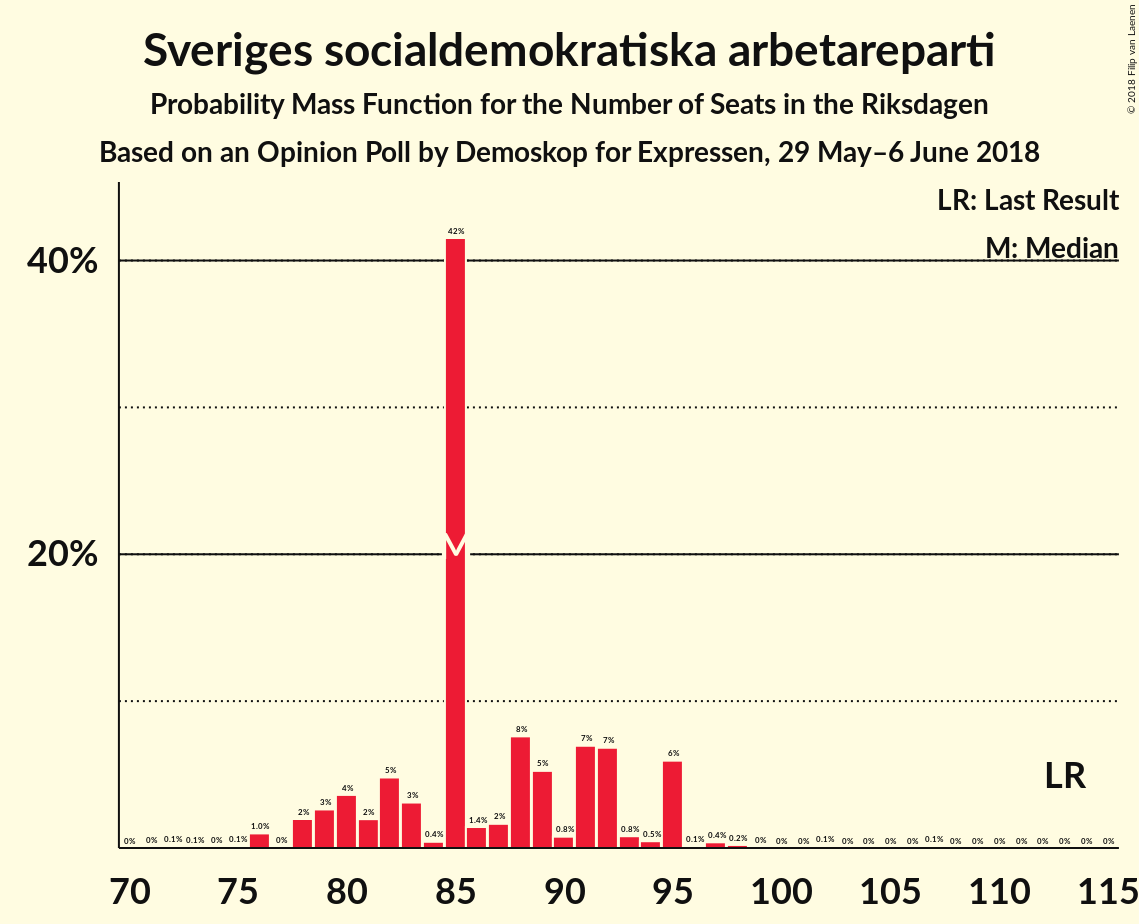 Sveriges socialdemokratiska arbetareparti
Probability Mass Function for the Number of Seats in the Riksdagen
Based on an Opinion Poll by Demoskop for Expressen, 29 May–6 June 2018
© 2018 Filip van Laenen
LR: Last Result
M: Median
40%
20%
42%
M
0% 0% 0.1% 0.1% 0% 0.1% 1.0% 0% 2% 3% 4% 2% 5% 3% 0.4% 1.4% 2% 8% 5% 0.8% 7% 7% 0.8% 0.5% 6% 0.1% 0.4% 0.2% 0% 0% 0% 0.1% 0% 0% 0% 0% 0.1% 0% 0% 0% 0% 0% 0% 0% 0%
LR
70 75 80 85 90 95 100 105 110 115